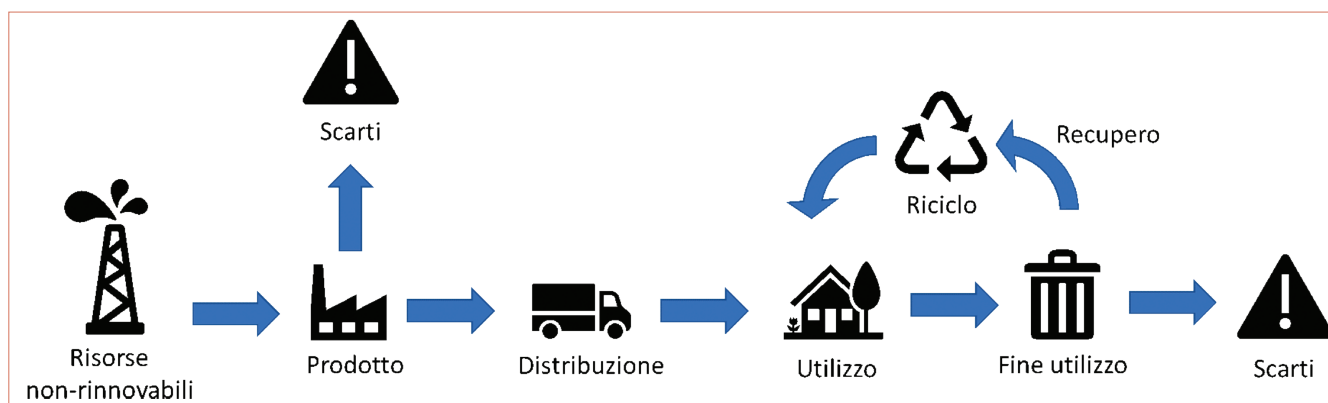 Scarti
Recupero
Riciclo
Risorse
non-rinnovabili
Prodotto
Distribuzione
Utilizzo
Fine utilizzo
Scarti